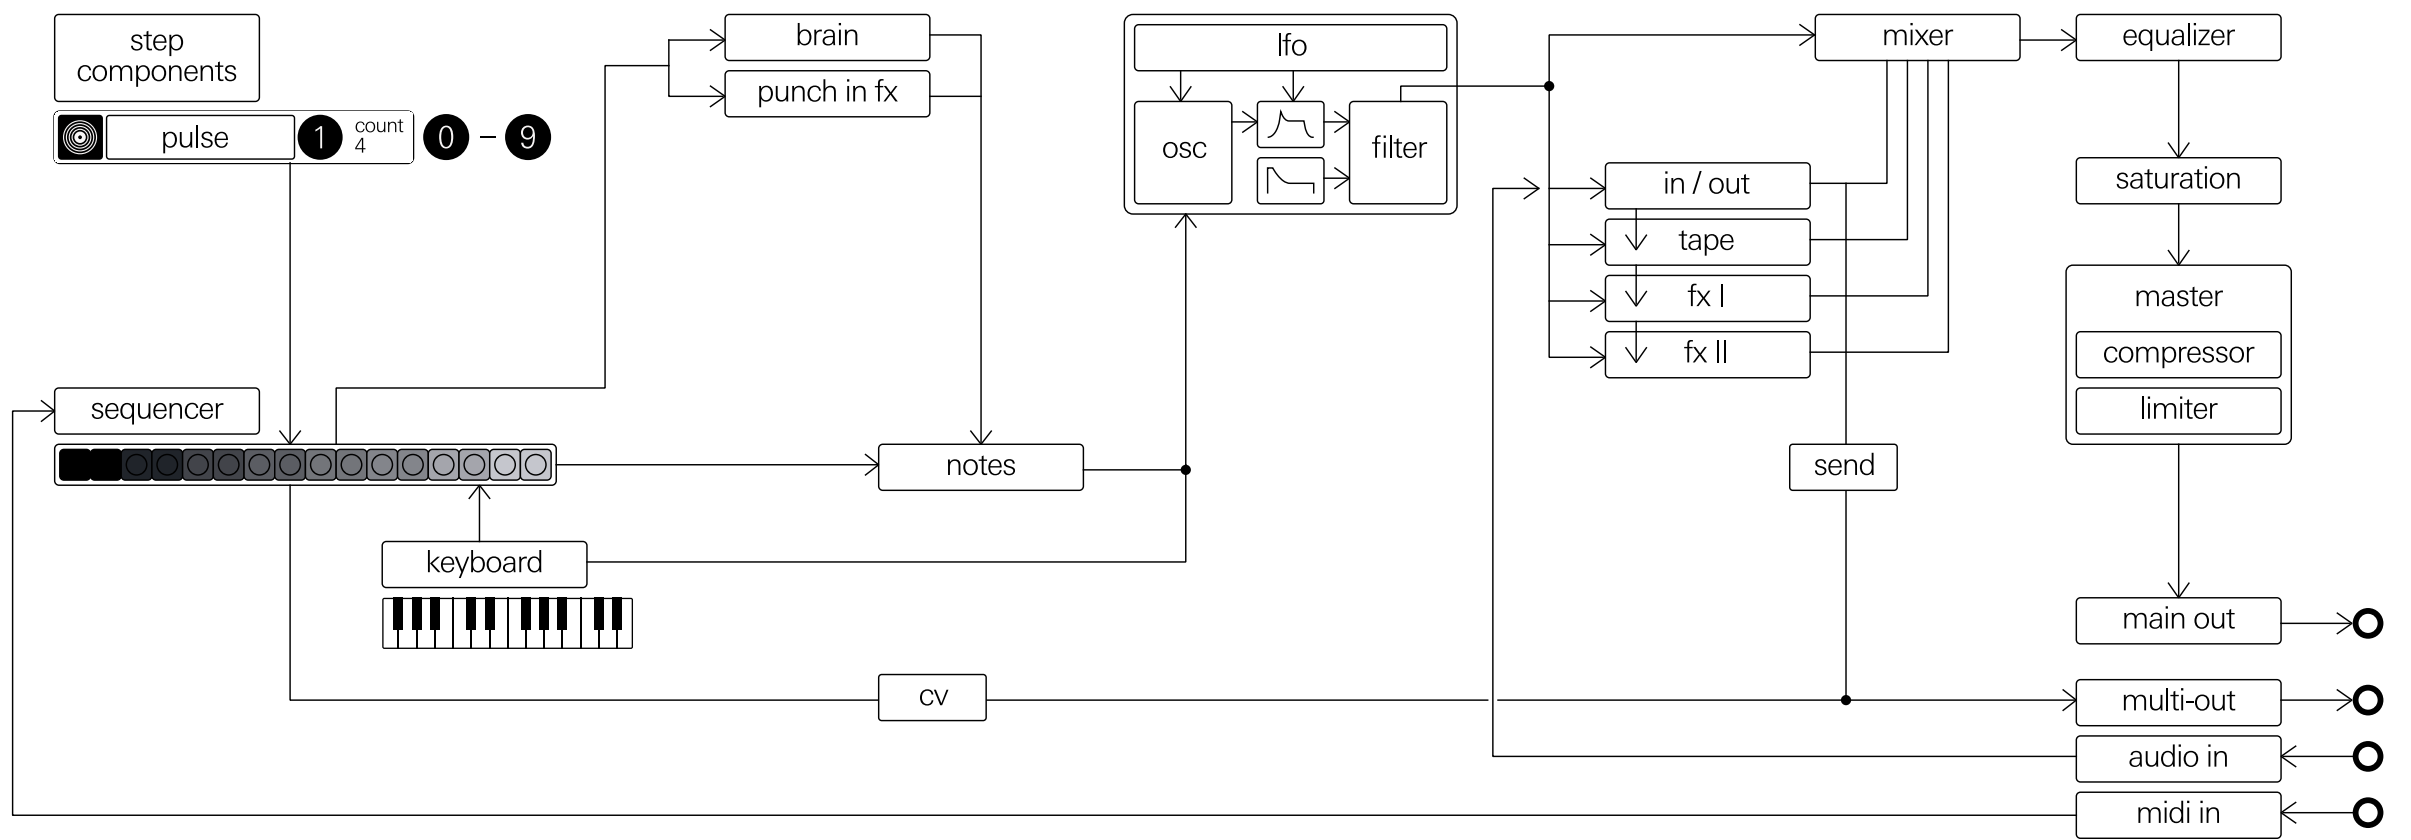 step
components
pulse
1
count
4
0 – 9
sequencer
keyboard
brain
punch in fx
notes
cv
lfo
osc
filter
in / out
tape
fx I
fx II
send
mixer
equalizer
saturation
master
compressor
limiter
main out
multi-out
audio in
midi in